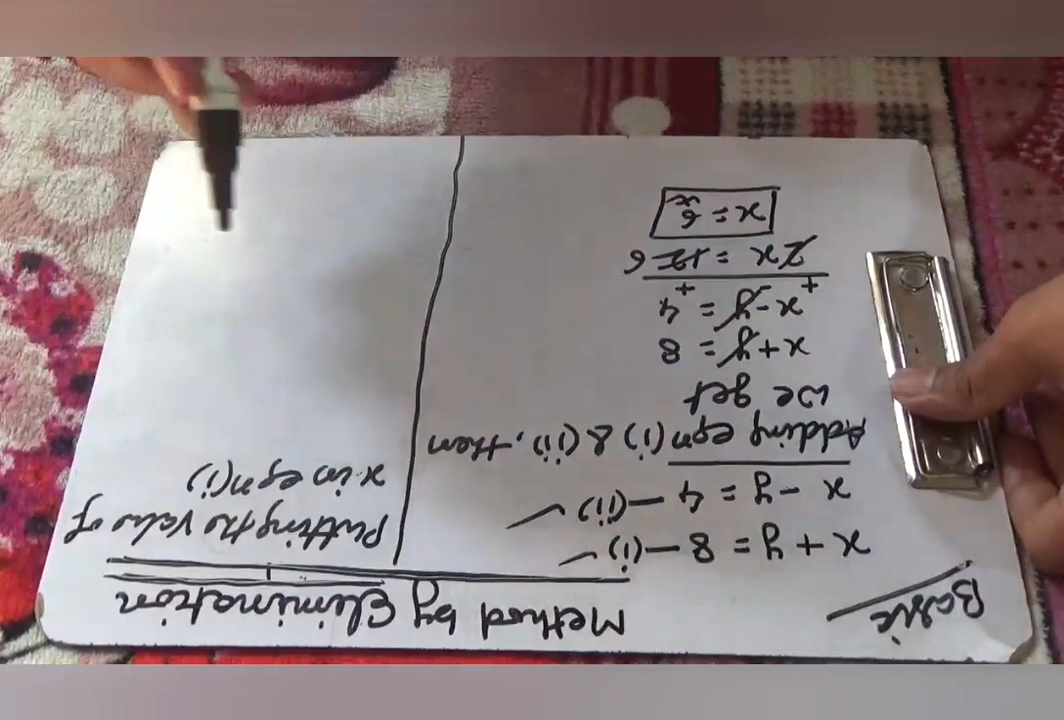 Basic
Method by Elimination
x + y = 8 — (i)
x - y = 4 — (ii)
Adding eqn (i) & (ii), then
we get
x + y = 8
x - y = 4
+ +
2x = 12 6
x = 6
Putting the value of
x in eqn (i)